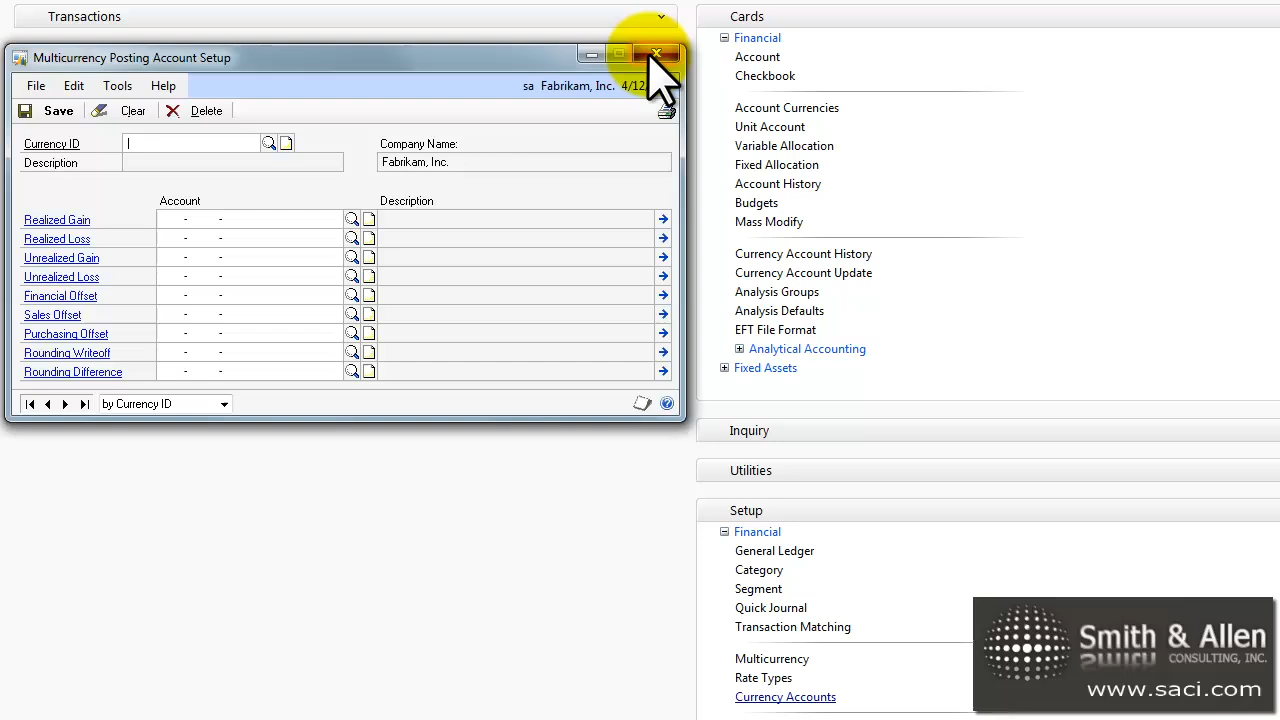 Transactions
Multicurrency Posting Account Setup
File Edit Tools Help
sa Fabrikam, Inc. 4/12/
Save Clear Delete
Currency ID
Company Name:
Description
Fabrikam, Inc.
Account
Description
Realized Gain - -
Realized Loss - -
Unrealized Gain - -
Unrealized Loss - -
Financial Offset - -
Sales Offset - -
Purchasing Offset - -
Rounding Writeoff - -
Rounding Difference - -
by Currency ID
Cards
Financial
Account
Checkbook
Account Currencies
Unit Account
Variable Allocation
Fixed Allocation
Account History
Budgets
Mass Modify
Currency Account History
Currency Account Update
Analysis Groups
Analysis Defaults
EFT File Format
Analytical Accounting
Fixed Assets
Inquiry
Utilities
Setup
Financial
General Ledger
Category
Segment
Quick Journal
Transaction Matching
Multicurrency
Rate Types
Currency Accounts
Smith & Allen
CONSULTING, INC.
www.saci.com